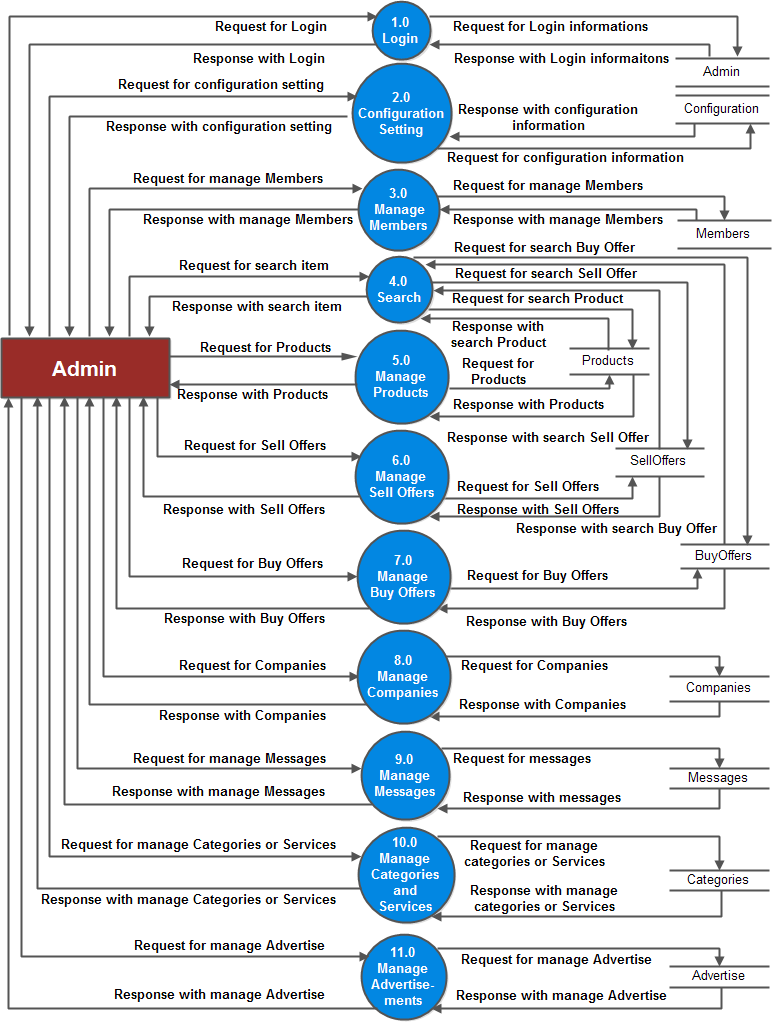 Request for Login
1.0
Login
Request for Login informations
Response with Login
Response with Login informaitons
Admin
Request for configuration setting
2.0
Configuration
Setting
Configuration
Response with configuration setting
Response with configuration
information
Request for configuration information
Request for manage Members
3.0
Manage
Members
Request for manage Members
Response with manage Members
Response with manage Members
Members
Request for search Buy Offer
Request for search item
4.0
Search
Request for search Sell Offer
Response with search item
Request for search Product
Response with
search Product
Admin
Request for Products
5.0
Manage
Products
Products
Request for
Products
Response with Products
Response with Products
Response with search Sell Offer
Request for Sell Offers
6.0
Manage
Sell Offers
SellOffers
Request for Sell Offers
Response with Sell Offers
Response with Sell Offers
Response with search Buy Offer
Request for Buy Offers
7.0
Manage
Buy Offers
BuyOffers
Request for Buy Offers
Response with Buy Offers
Response with Buy Offers
Request for Companies
8.0
Manage
Companies
Request for Companies
Companies
Response with Companies
Response with Companies
Request for manage Messages
9.0
Manage
Messages
Request for messages
Messages
Response with manage Messages
Response with messages
Request for manage Categories or Services
10.0
Manage
Categories
and
Services
Request for manage
categories or Services
Categories
Response with manage Categories or Services
Response with manage
categories or Services
Request for manage Advertise
11.0
Manage
Advertise-
ments
Request for manage Advertise
Advertise
Response with manage Advertise
Response with manage Advertise